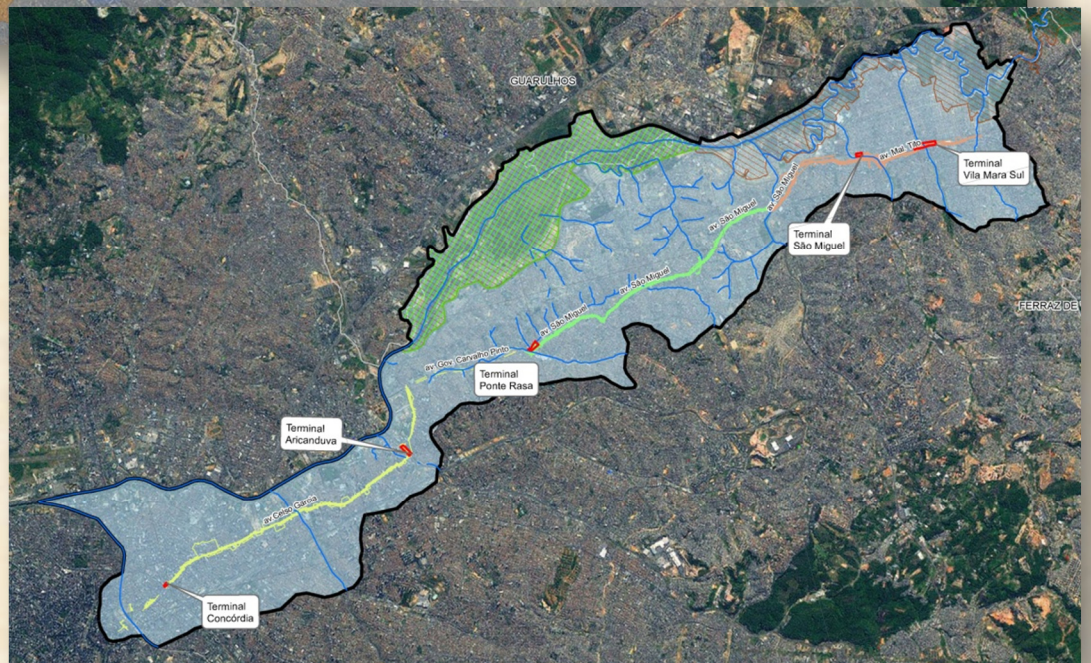 GUARULHOS
av. Mal. Tito
Terminal
Vila Mara Sul
av. São Miguel
av. São Miguel
Terminal
São Miguel
av. São Miguel
FERRAZ DE
av. São Miguel
av. Gov. Carvalho Pinto
Terminal
Ponte Rasa
Terminal
Aricanduva
av.Celso Garcia
Terminal
Concórdia